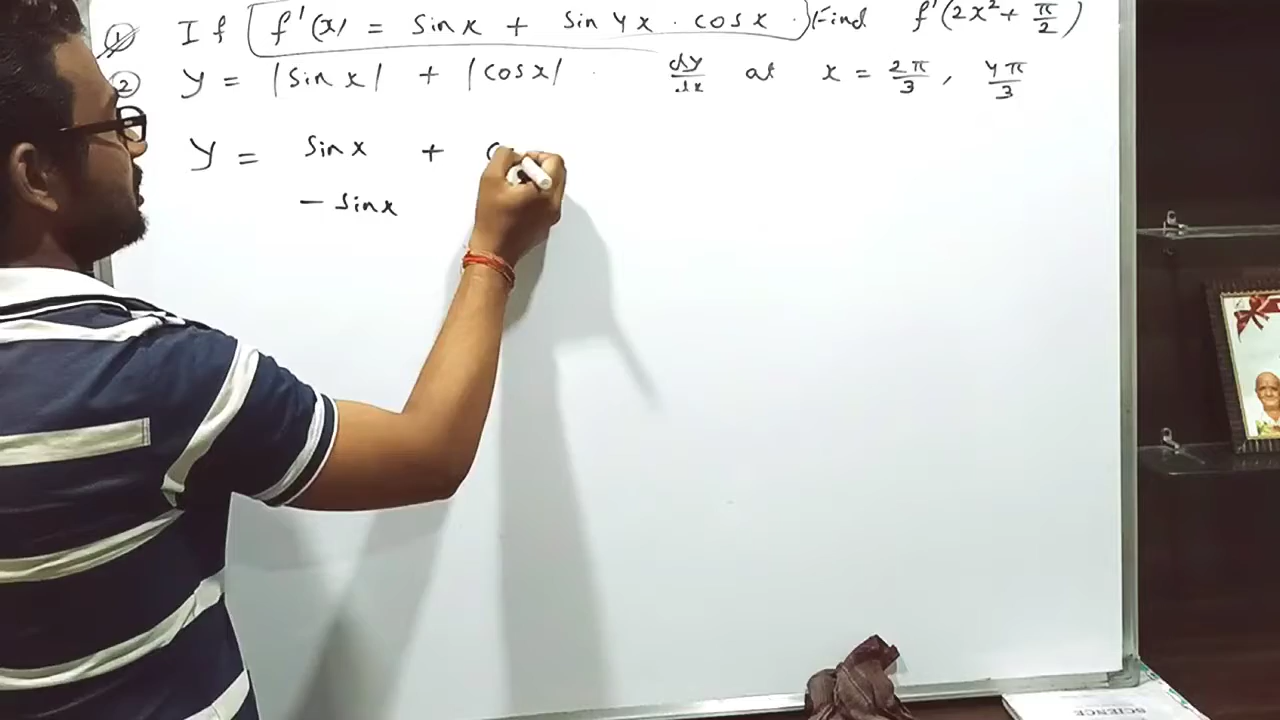 ① If f'(x) = sin x + sin 4x . cos x . Find f'(2x² + π/2)
② y = |sin x| + |cos x| . dy/dx at x = 2π/3, 4π/3
y = sin x +
- sin x
SCIENCE